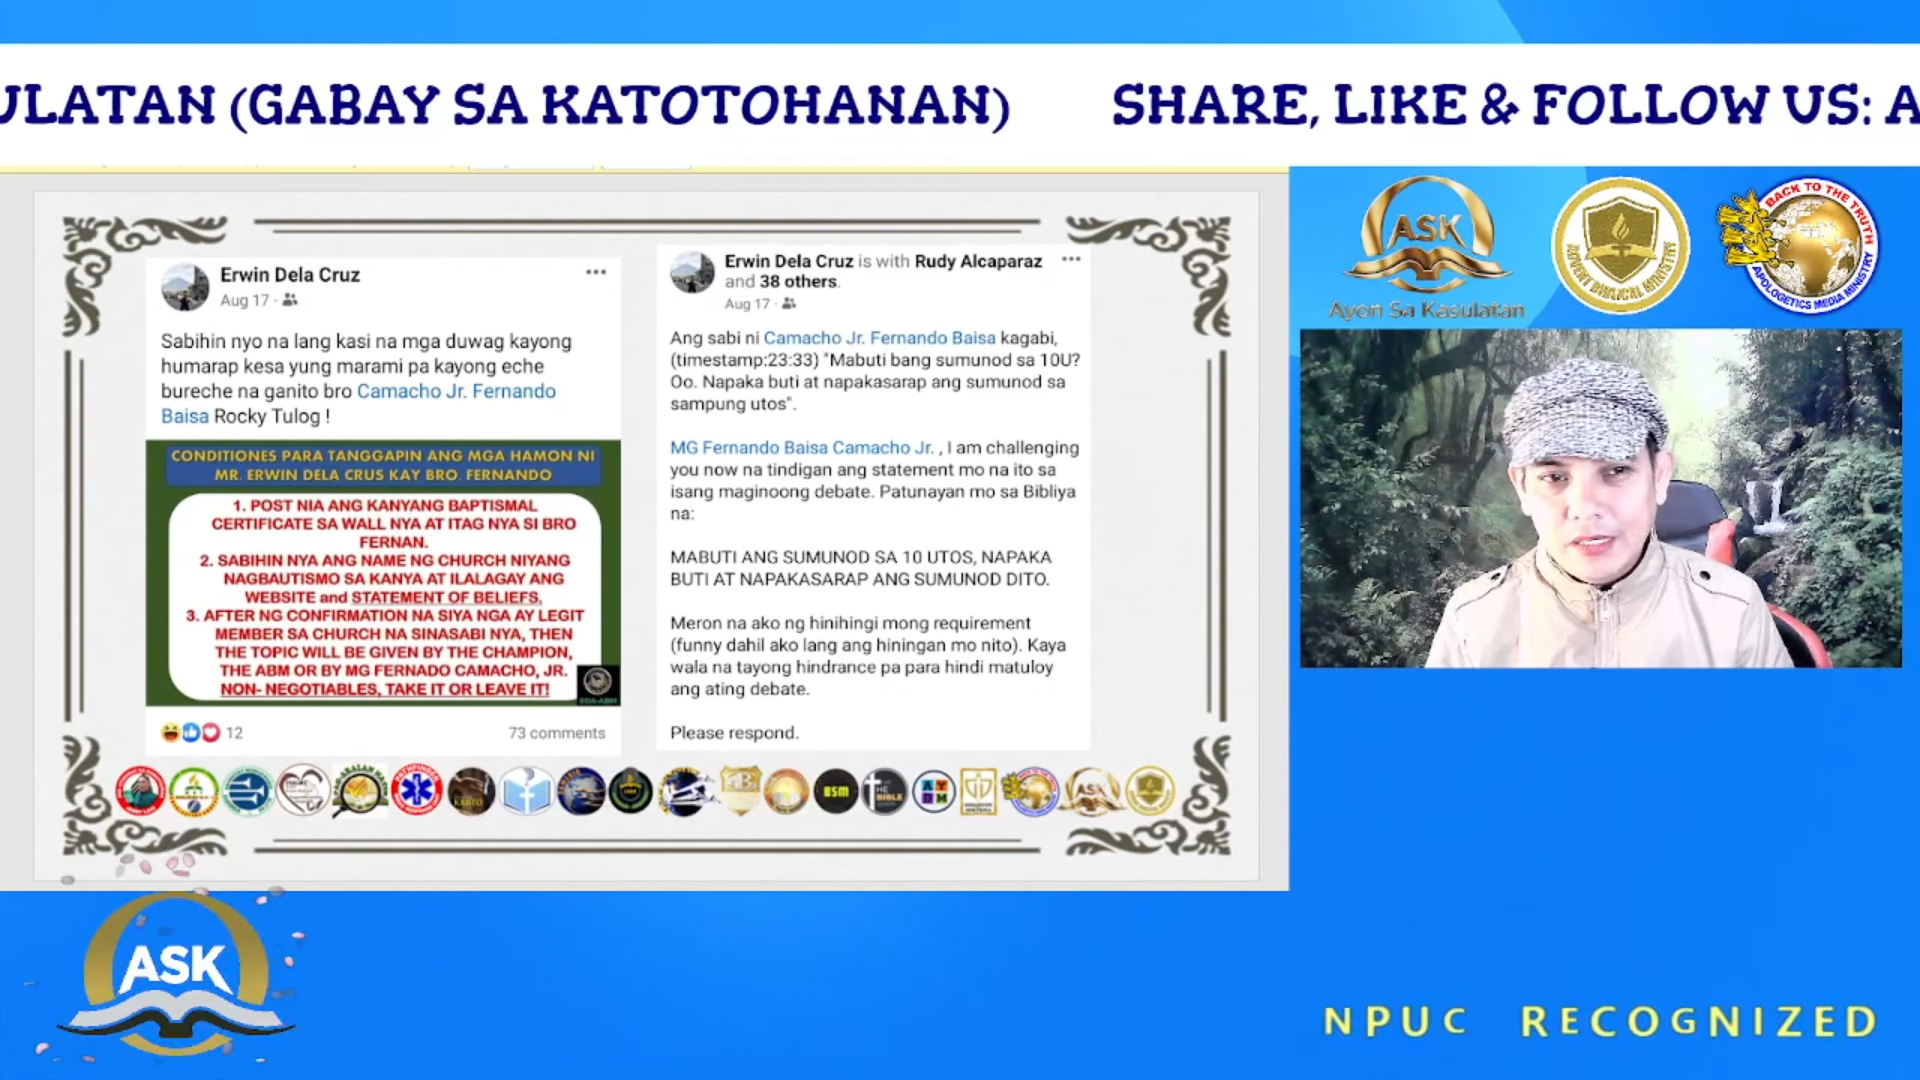 ULATAN (GABAY SA KATOTOHANAN) SHARE, LIKE & FOLLOW US: A
Erwin Dela Cruz
Aug 17
Sabihin nyo na lang kasi na mga duwag kayong
humarap kesa yung marami pa kayong eche
bureche na ganito bro Camacho Jr. Fernando
Baisa Rocky Tulog !
CONDITIONES PARA TANGGAPIN ANG MGA HAMON NI
MR. ERWIN DELA CRUS KAY BRO. FERNANDO
1. POST NIA ANG KANYANG BAPTISMAL
CERTIFICATE SA WALL NYA AT ITAG NYA SI BRO
FERNAN.
2. SABIHIN NYA ANG NAME NG CHURCH NIYANG
NAGBAUTISMO SA KANYA AT ILALAGAY ANG
WEBSITE and STATEMENT OF BELIEFS.
3. AFTER NG CONFIRMATION NA SIYA NGA AY LEGIT
MEMBER SA CHURCH NA SINASABI NYA, THEN
THE TOPIC WILL BE GIVEN BY THE CHAMPION,
THE ABM OR BY MG FERNADO CAMACHO, JR.
NON- NEGOTIABLES, TAKE IT OR LEAVE IT!
SDA-ABM
12
73 comments
Erwin Dela Cruz is with Rudy Alcaparaz
and 38 others.
Aug 17
Ang sabi ni Camacho Jr. Fernando Baisa kagabi,
(timestamp:23:33) "Mabuti bang sumunod sa 10U?
Oo. Napaka buti at napakasarap ang sumunod sa
sampung utos".
MG Fernando Baisa Camacho Jr. , I am challenging
you now na tindigan ang statement mo na ito sa
isang maginoong debate. Patunayan mo sa Bibliya
na:
MABUTI ANG SUMUNOD SA 10 UTOS, NAPAKA
BUTI AT NAPAKASARAP ANG SUMUNOD DITO.
Meron na ako ng hinihingi mong requirement
(funny dahil ako lang ang hiningan mo nito). Kaya
wala na tayong hindrance pa para hindi matuloy
ang ating debate.
Please respond.
BSM
ASK
Ayon Sa Kasulatan
ADVENT BIBLICAL MINISTRY
BACK TO THE TRUTH
APOLOGETICS MEDIA MINISTRY
ASK
NPUC RECOGNIZED